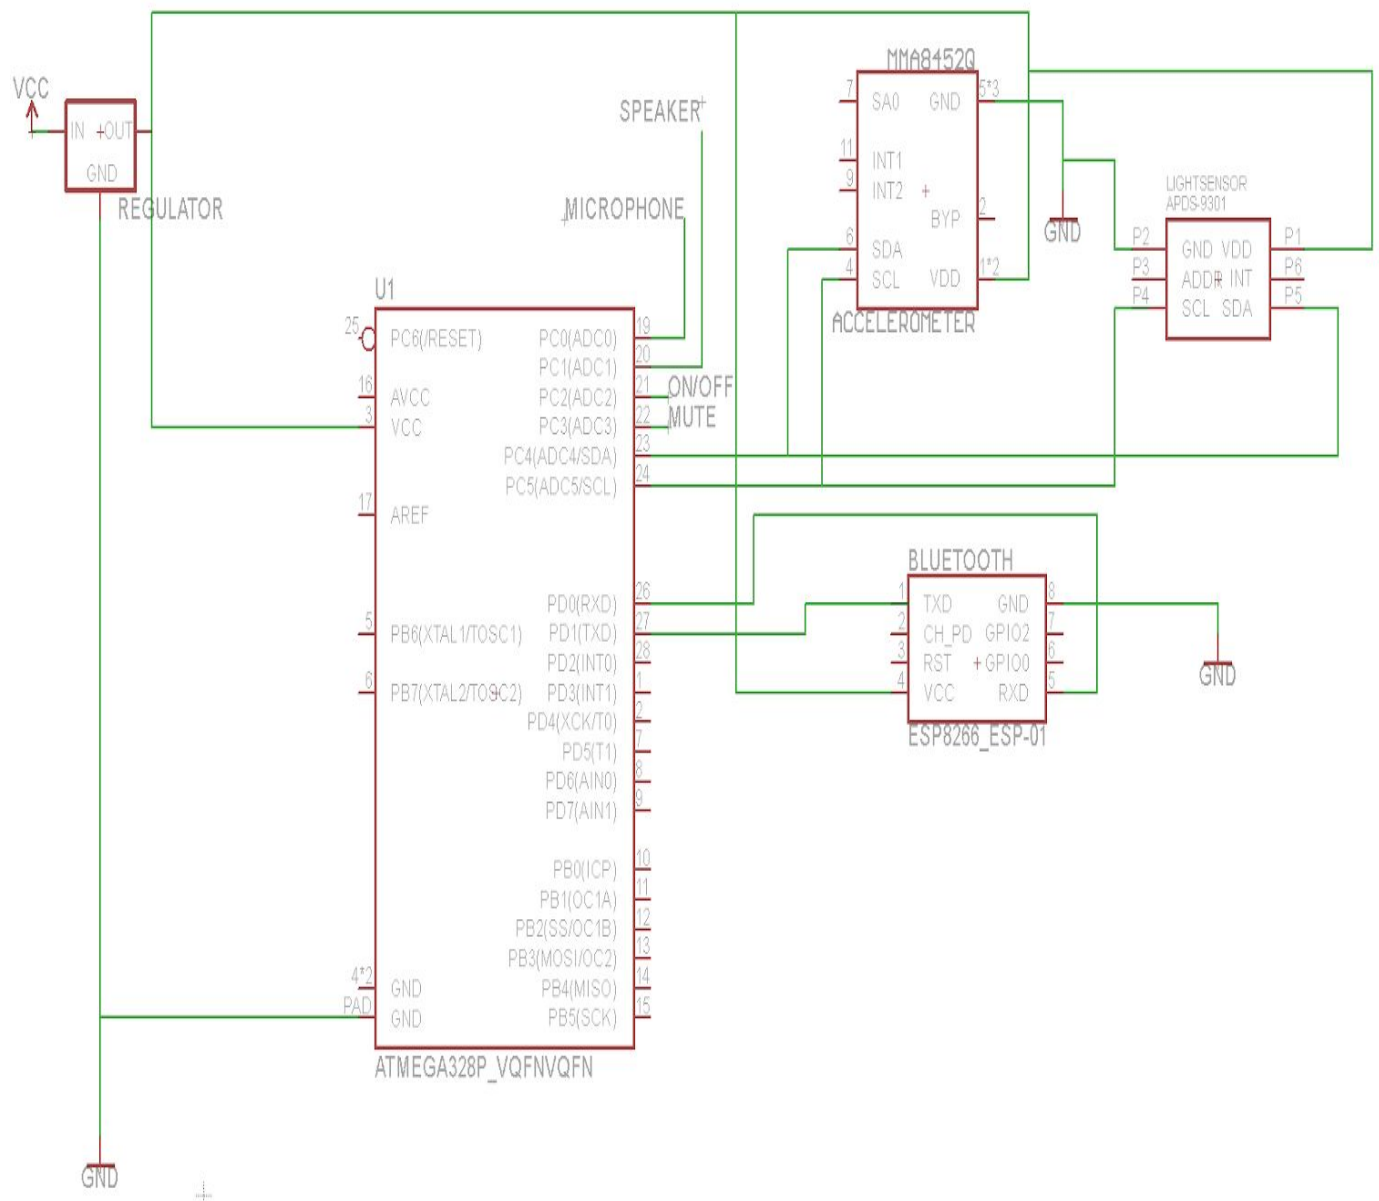 VCC
IN +OUT
GND
REGULATOR
SPEAKER
MICROPHONE
MMA8452Q
7 SA0 GND 5*3
11 INT1
9 INT2
BYP 2
6 SDA
4 SCL VDD 1*2
ACCELEROMETER
GND
LIGHTSENSOR
APDS-9301
P2 GND VDD P1
P3 ADDR INT P6
P4 SCL SDA P5
U1
25 PC6(/RESET) PC0(ADC0) 19
PC1(ADC1) 20
16 AVCC PC2(ADC2) 21 ON/OFF
3 VCC PC3(ADC3) 22 MUTE
PC4(ADC4/SDA) 23
PC5(ADC5/SCL) 24
17 AREF
PD0(RXD) 26
5 PB6(XTAL1/TOSC1) PD1(TXD) 27
PD2(INT0) 28
6 PB7(XTAL2/TOSC2) PD3(INT1) 1
PD4(XCK/T0) 2
PD5(T1) 7
PD6(AIN0) 8
PD7(AIN1) 9
PB0(ICP) 10
PB1(OC1A) 11
PB2(SS/OC1B) 12
PB3(MOSI/OC2) 13
4*2 GND PB4(MISO) 14
PAD GND PB5(SCK) 15
ATMEGA328P_VQFNVQFN
BLUETOOTH
1 TXD GND 8
2 CH_PD GPIO2 7
3 RST GPIO0 6
4 VCC RXD 5
ESP8266_ESP-01
GND
GND